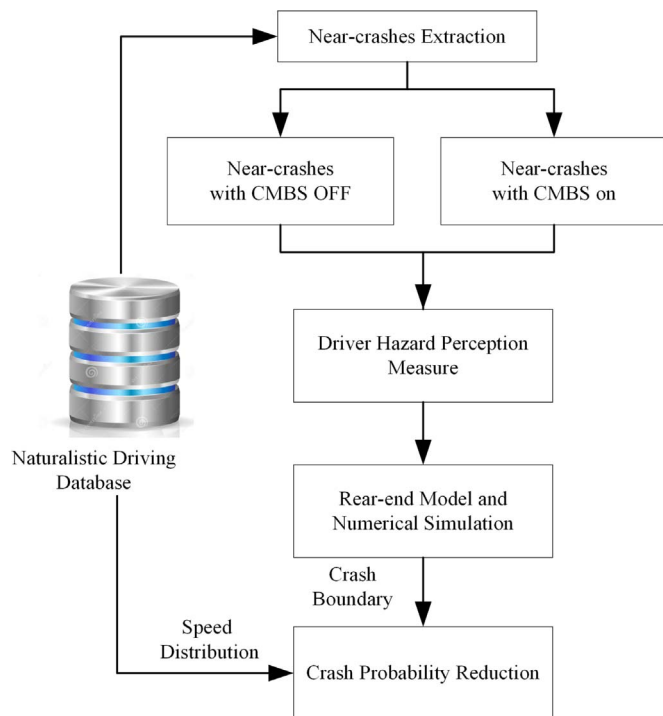 Near-crashes Extraction
Near-crashes
with CMBS OFF
Near-crashes
with CMBS on
Driver Hazard Perception
Measure
Naturalistic Driving
Database
Rear-end Model and
Numerical Simulation
Crash
Boundary
Speed
Distribution
Crash Probability Reduction